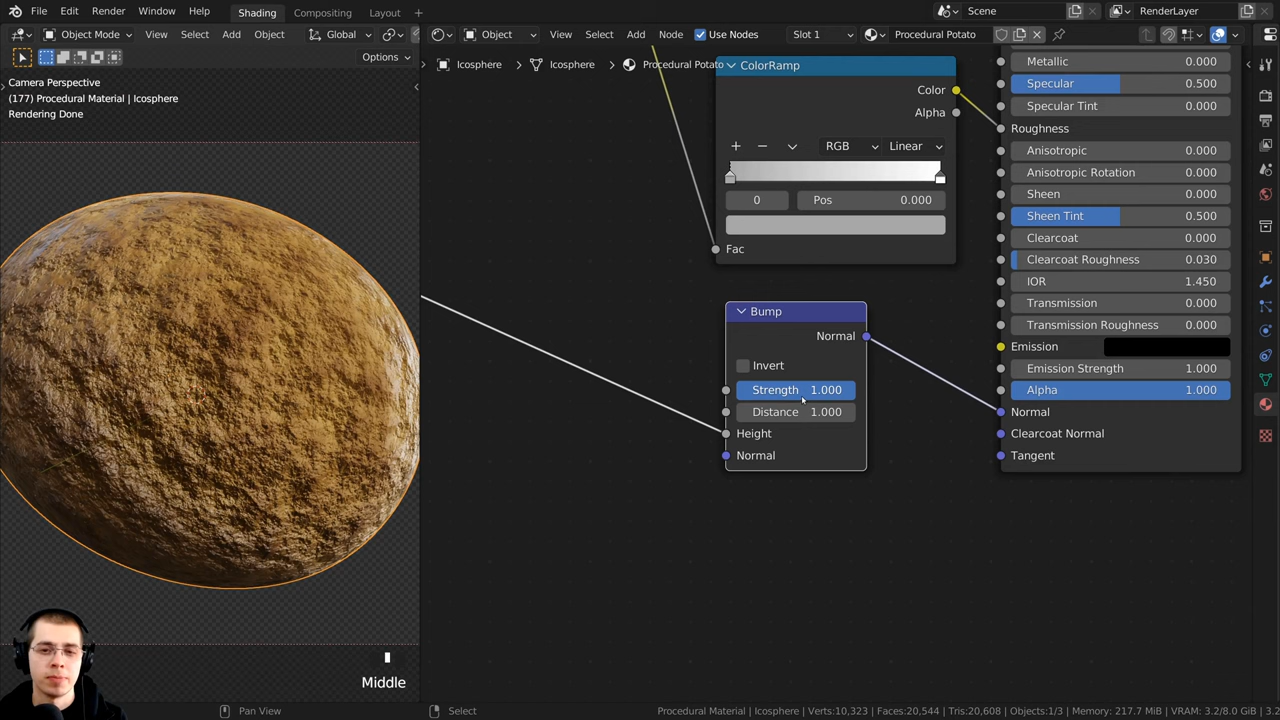 File Edit Render Window Help Shading Compositing Layout + Scene RenderLayer
Object Mode View Select Add Object Global Object View Select Add Node Use Nodes Slot 1 Procedural Potato
Options
Icosphere > Icosphere > Procedural Potato
Camera Perspective
(177) Procedural Material | Icosphere
Rendering Done
ColorRamp
Color
Alpha
RGB Linear
0 Pos 0.000
Fac
Bump
Normal
Invert
Strength 1.000
Distance 1.000
Height
Normal
Metallic 0.000
Specular 0.500
Specular Tint 0.000
Roughness
Anisotropic 0.000
Anisotropic Rotation 0.000
Sheen 0.000
Sheen Tint 0.500
Clearcoat 0.000
Clearcoat Roughness 0.030
IOR 1.450
Transmission 0.000
Transmission Roughness 0.000
Emission
Emission Strength 1.000
Alpha 1.000
Normal
Clearcoat Normal
Tangent
Middle
Pan View Select Procedural Material | Icosphere | Verts:10,323 | Faces:20,544 | Tris:20,608 | Objects:1/3 | Memory: 217.7 MiB | VRAM: 3.2/8.0 GiB | 3.2